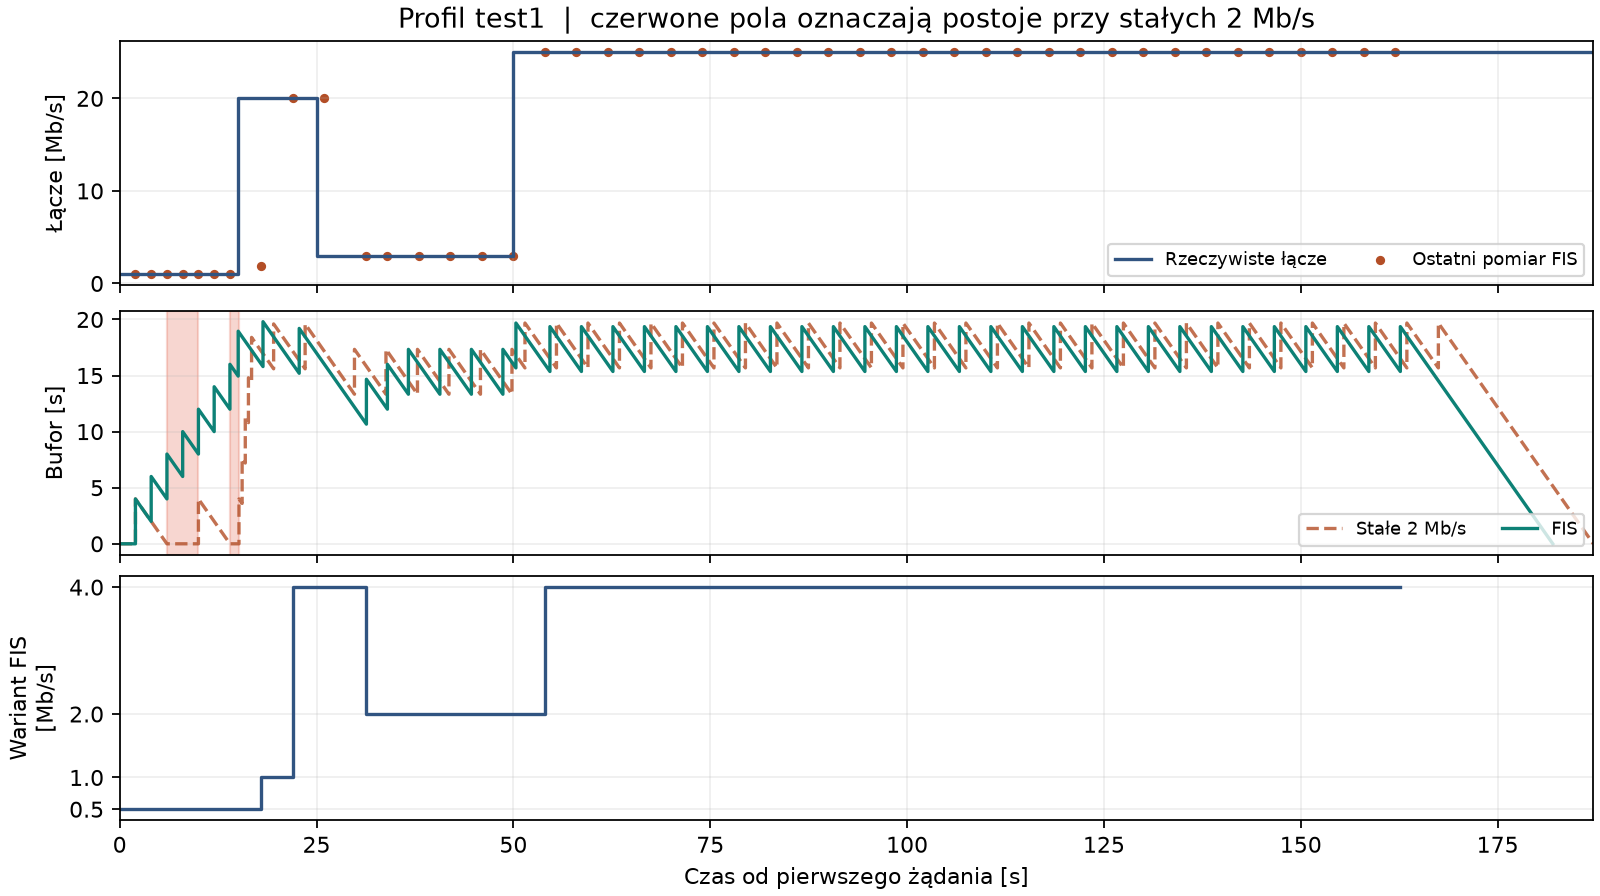 Profil test1 | czerwone pola oznaczają postoje przy stałych 2 Mb/s
Łącze [Mb/s]
20
10
0
Rzeczywiste łącze
Ostatni pomiar FIS
Bufor [s]
20
15
10
5
0
Stałe 2 Mb/s
FIS
Wariant FIS
[Mb/s]
4.0
2.0
1.0
0.5
0
25
50
75
100
125
150
175
Czas od pierwszego żądania [s]